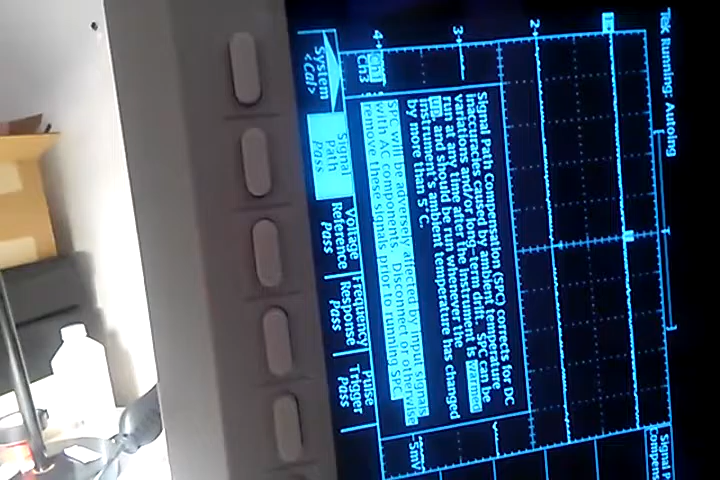 Tek Running: AutoIng
1
2
3
4
Ch1
Ch3
5mV
Signal P
Compens
Signal Path Compensation (SPC) corrects for DC
inaccuracies caused by ambient temperature
variations and/or long-term drift. SPC can be
run at any time after the instrument is warmed
up, and should be run whenever the
instrument's ambient temperature has changed
by more than 5°C.
SPC will be adversely affected by input signals
with AC components. Disconnect or otherwise
remove these signals prior to running SPC.
System
<Cal>
Signal
Path
Pass
Voltage
Reference
Pass
Frequency
Response
Pass
Pulse
Trigger
Pass